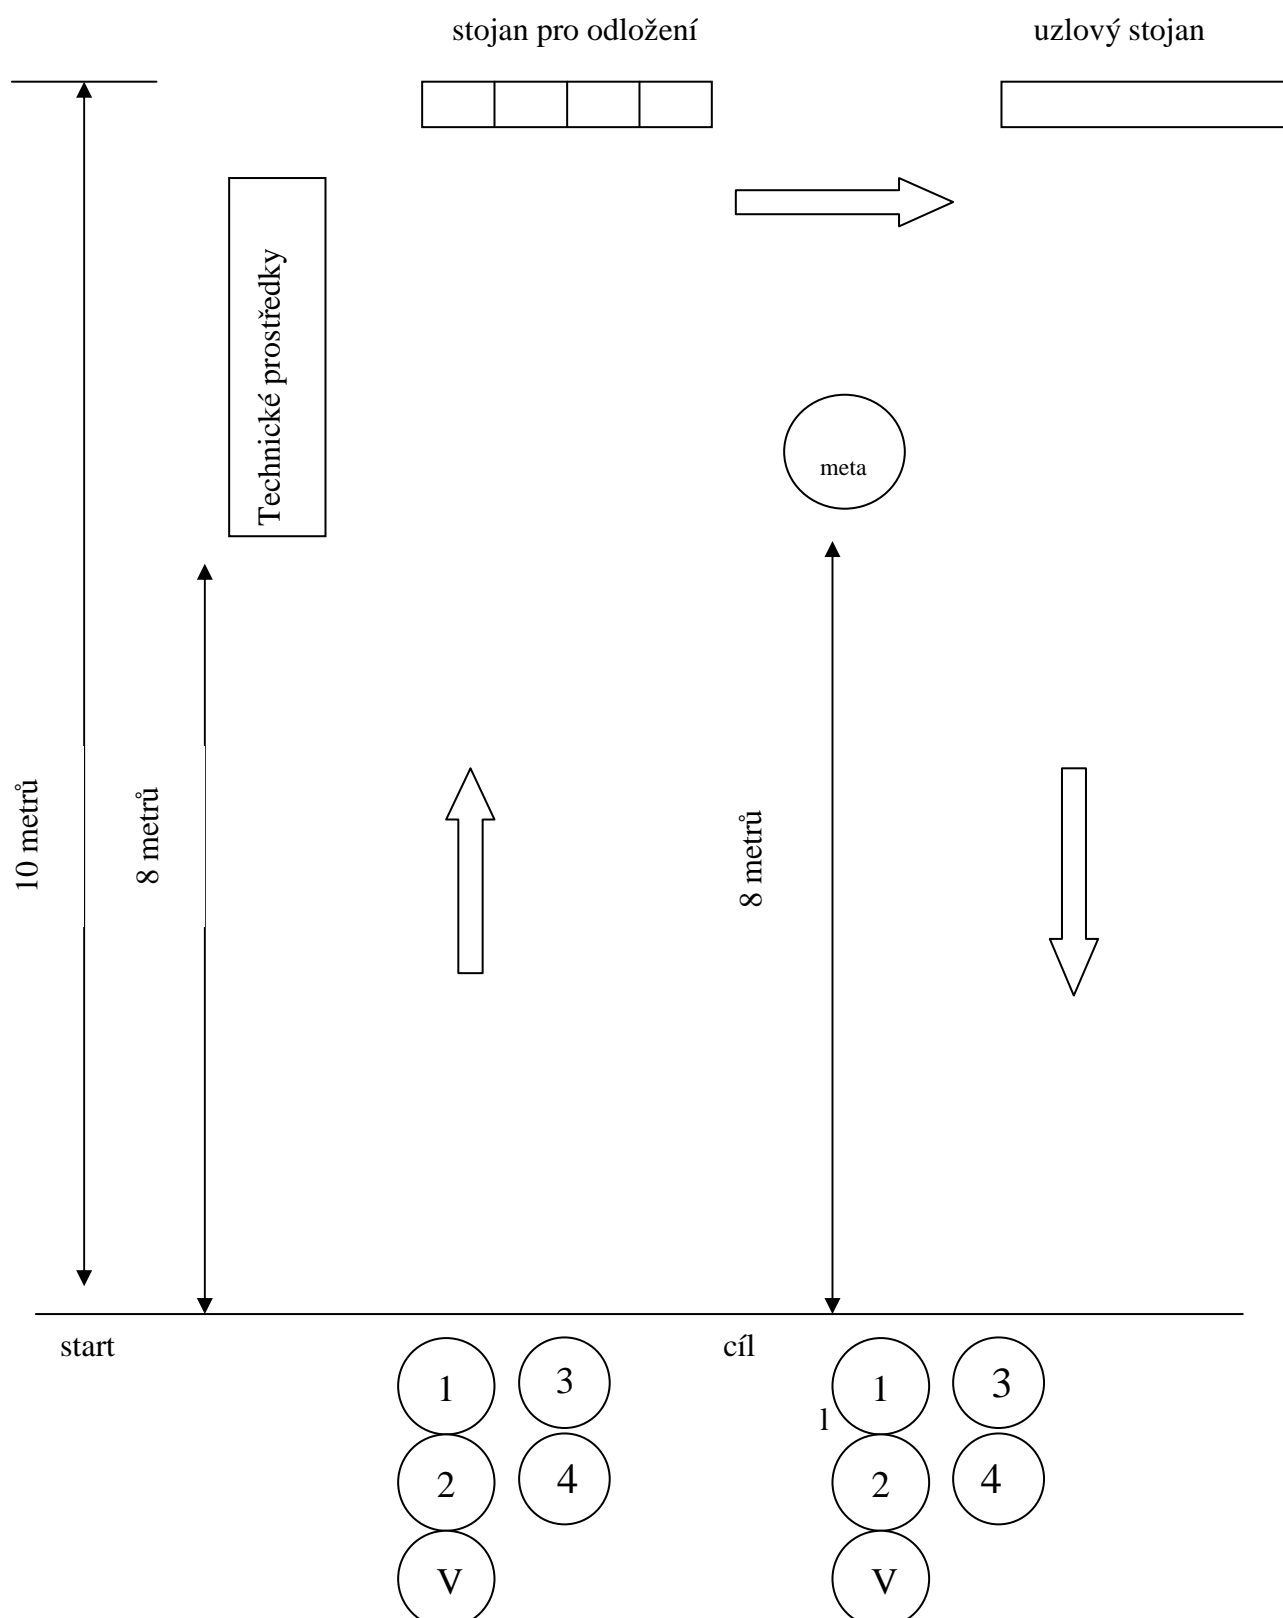 stojan pro odložení
uzlový stojan
Technické prostředky
meta
10 metrů
8 metrů
8 metrů
start
cíl
1
3
1
3
l
2
4
2
4
V
V